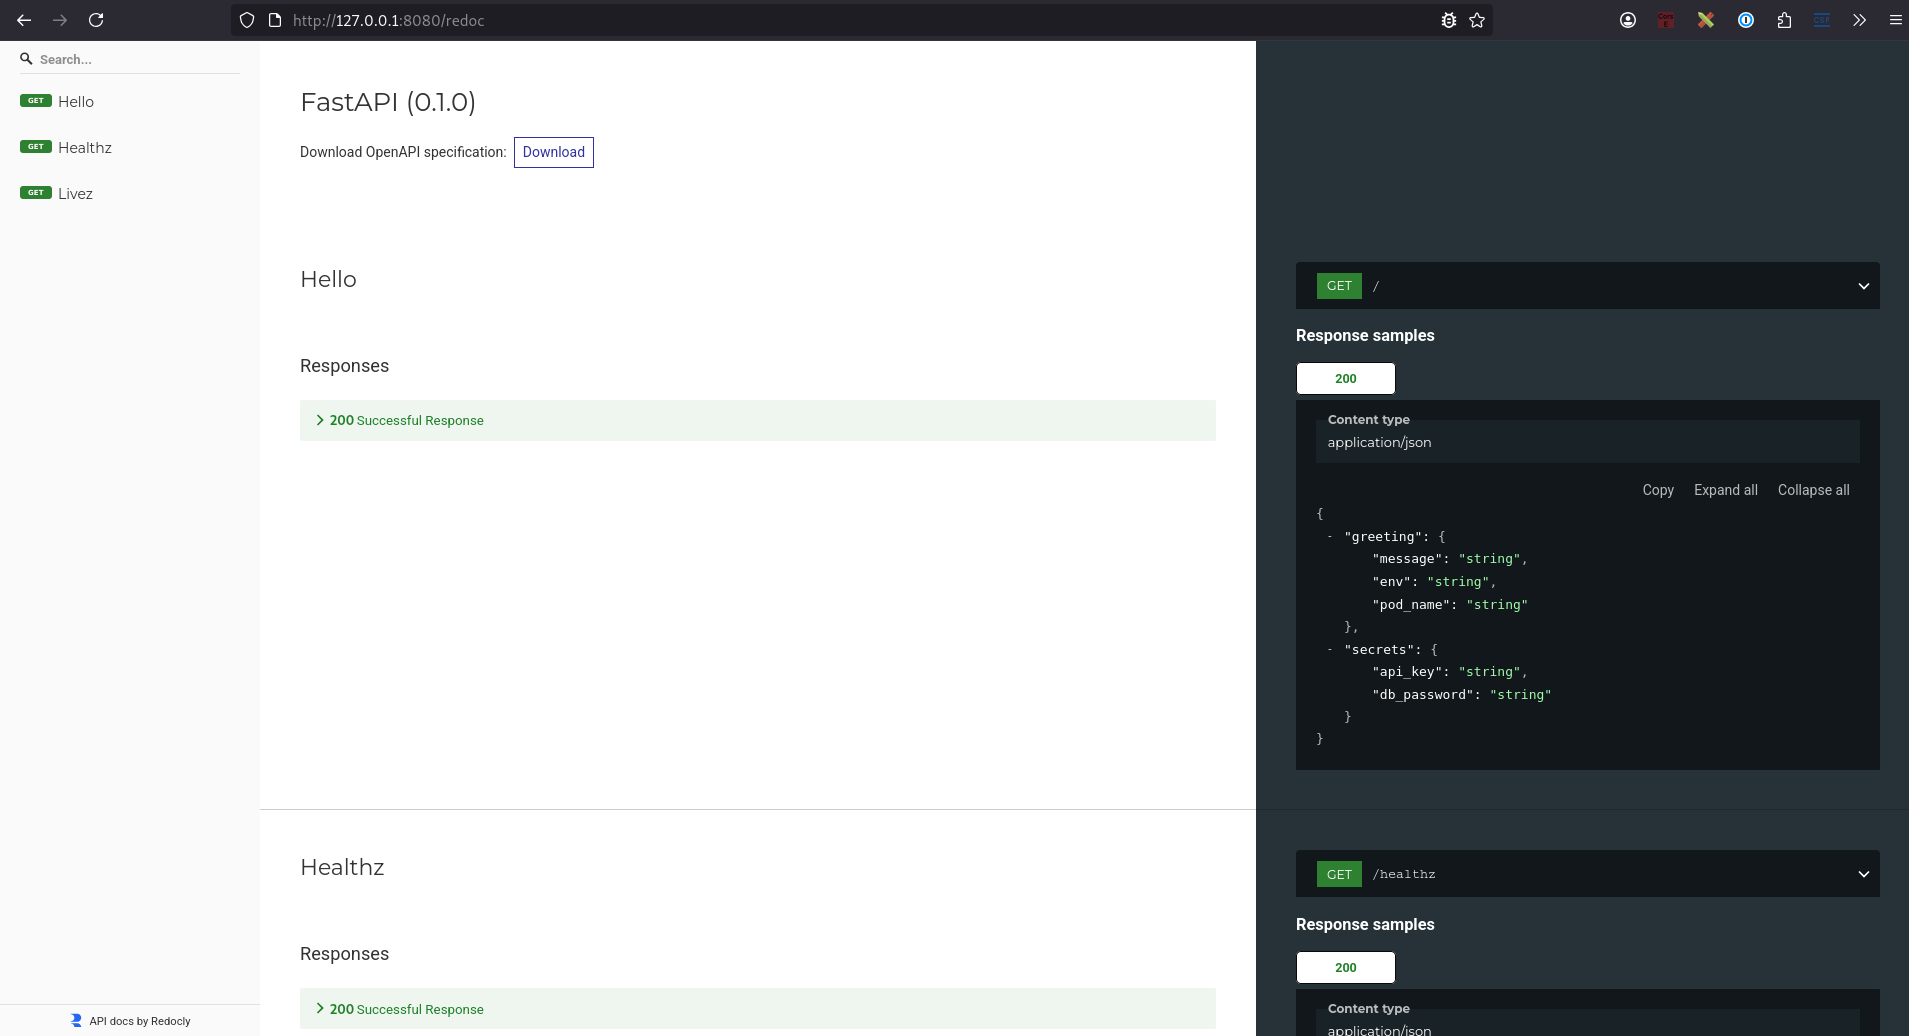 http://127.0.0.1:8080/redoc
Search...
GET Hello
GET Healthz
GET Livez
API docs by Redocly
FastAPI (0.1.0)
Download OpenAPI specification: Download
Hello
Responses
200 Successful Response
GET /
Response samples
200
Content type
application/json
Copy Expand all Collapse all
{
- "greeting": {
"message": "string",
"env": "string",
"pod_name": "string"
},
- "secrets": {
"api_key": "string",
"db_password": "string"
}
}
Healthz
Responses
200 Successful Response
GET /healthz
Response samples
200
Content type
application/json